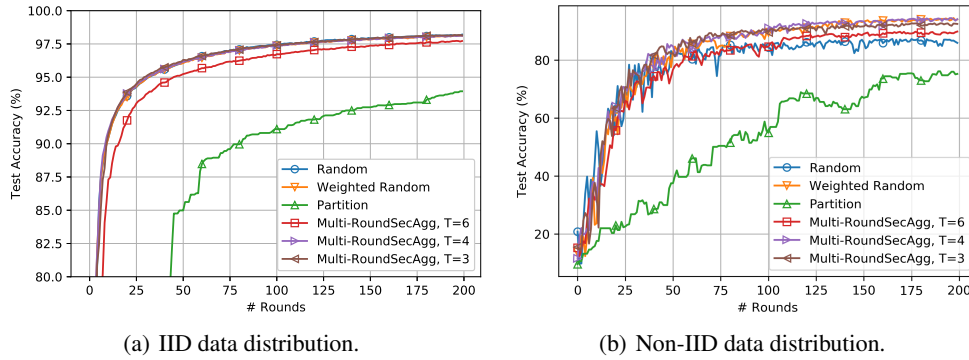 100.0
97.5
95.0
92.5
90.0
87.5
85.0
82.5
80.0
Test Accuracy (%)
0 25 50 75 100 125 150 175 200
# Rounds
Random
Weighted Random
Partition
Multi-RoundSecAgg, T=6
Multi-RoundSecAgg, T=4
Multi-RoundSecAgg, T=3
(a) IID data distribution.
80
60
40
20
Test Accuracy (%)
0 25 50 75 100 125 150 175 200
# Rounds
Random
Weighted Random
Partition
Multi-RoundSecAgg, T=6
Multi-RoundSecAgg, T=4
Multi-RoundSecAgg, T=3
(b) Non-IID data distribution.